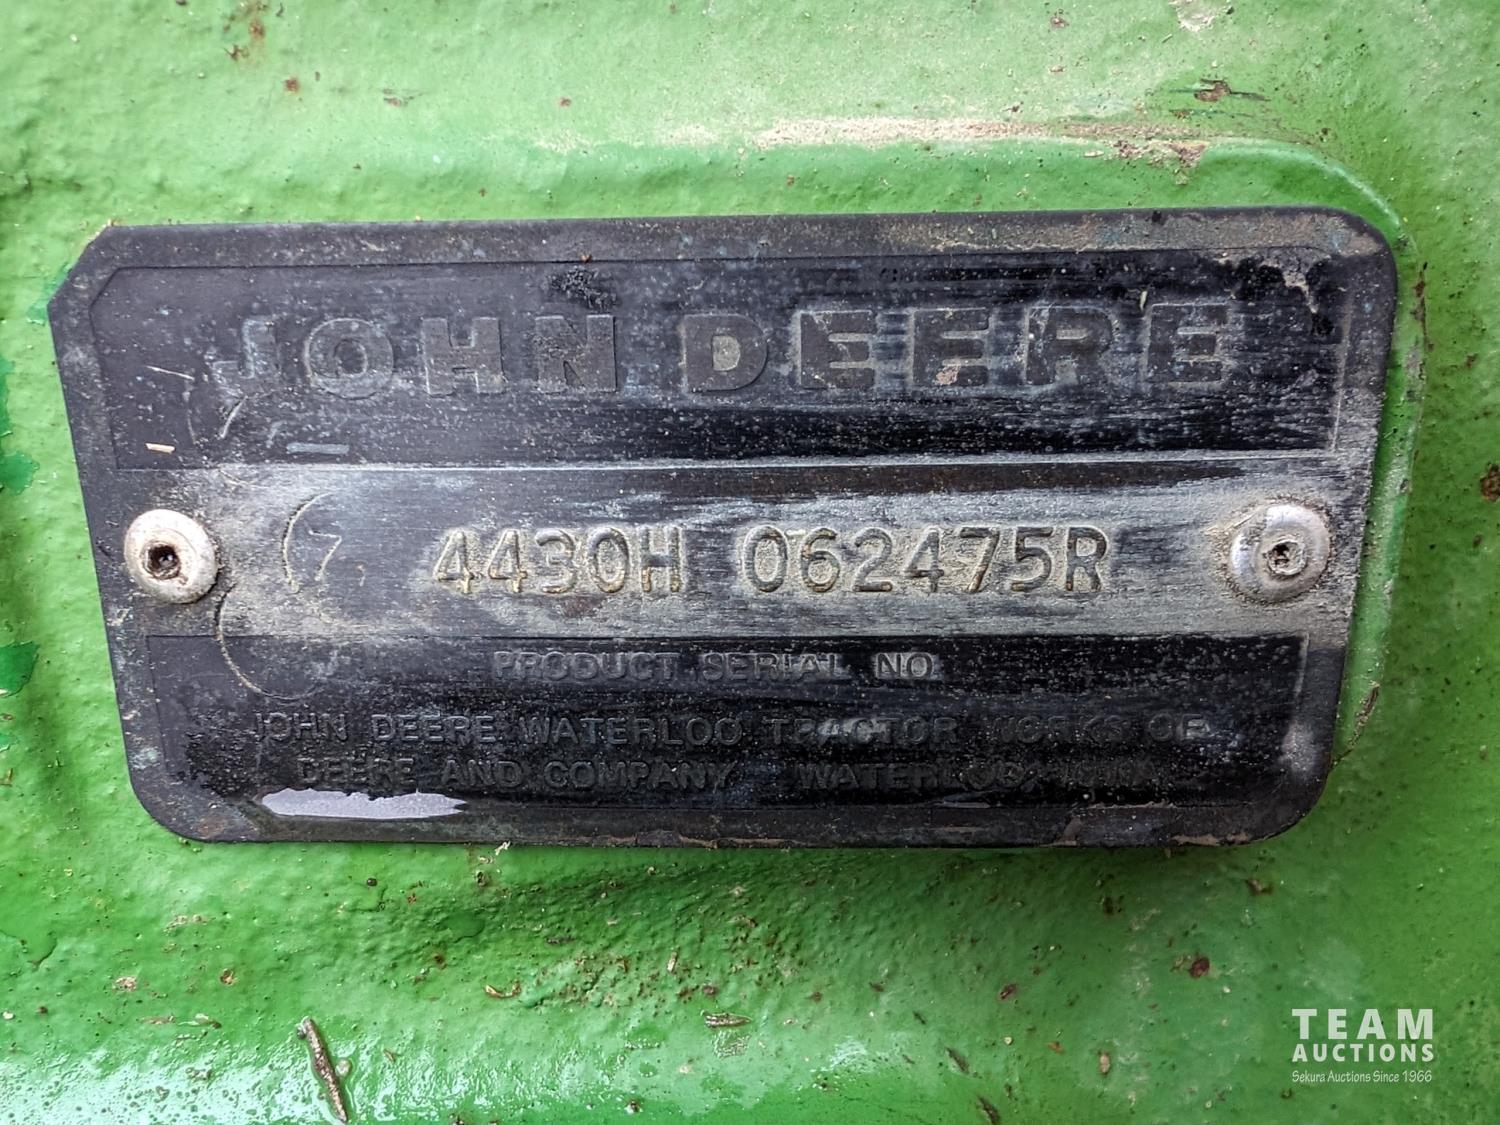 JOHN DEERE
7
4430H 062475R
PRODUCT SERIAL NO.
JOHN DEERE WATERLOO TRACTOR WORKS OF
DEERE AND COMPANY WATERLOO, IOWA
TEAM
AUCTIONS
Sekura Auctions Since 1966